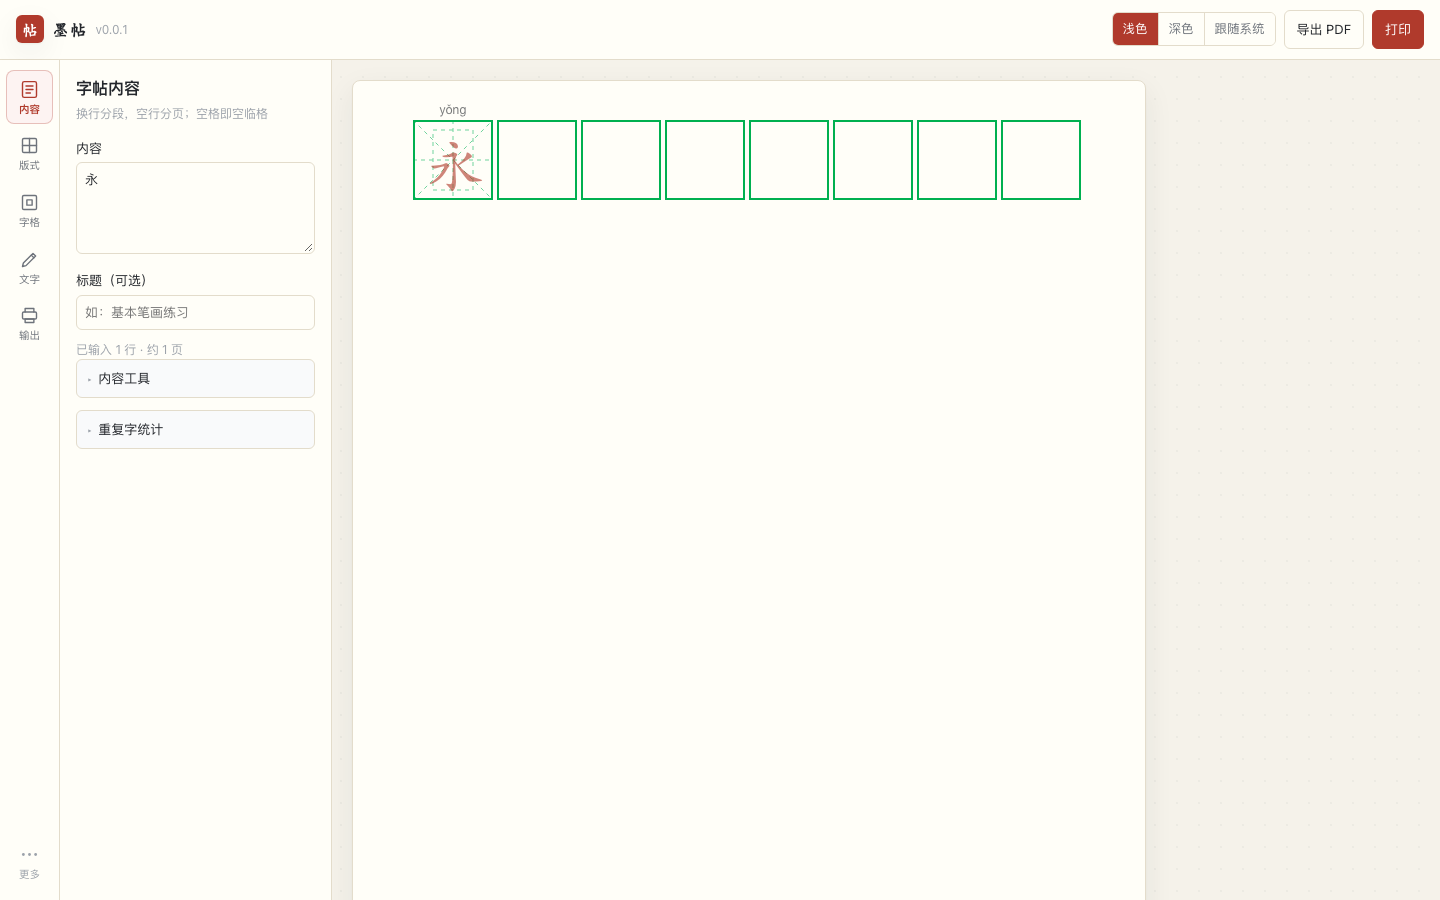 帖 墨帖 v0.0.1
浅色 深色 跟随系统 导出 PDF 打印
内容
版式
字格
文字
输出
更多
字帖内容
换行分段，空行分页；空格即空临格
内容
永
标题（可选）
如：基本笔画练习
已输入 1 行 · 约 1 页
内容工具
重复字统计
yǒng
永